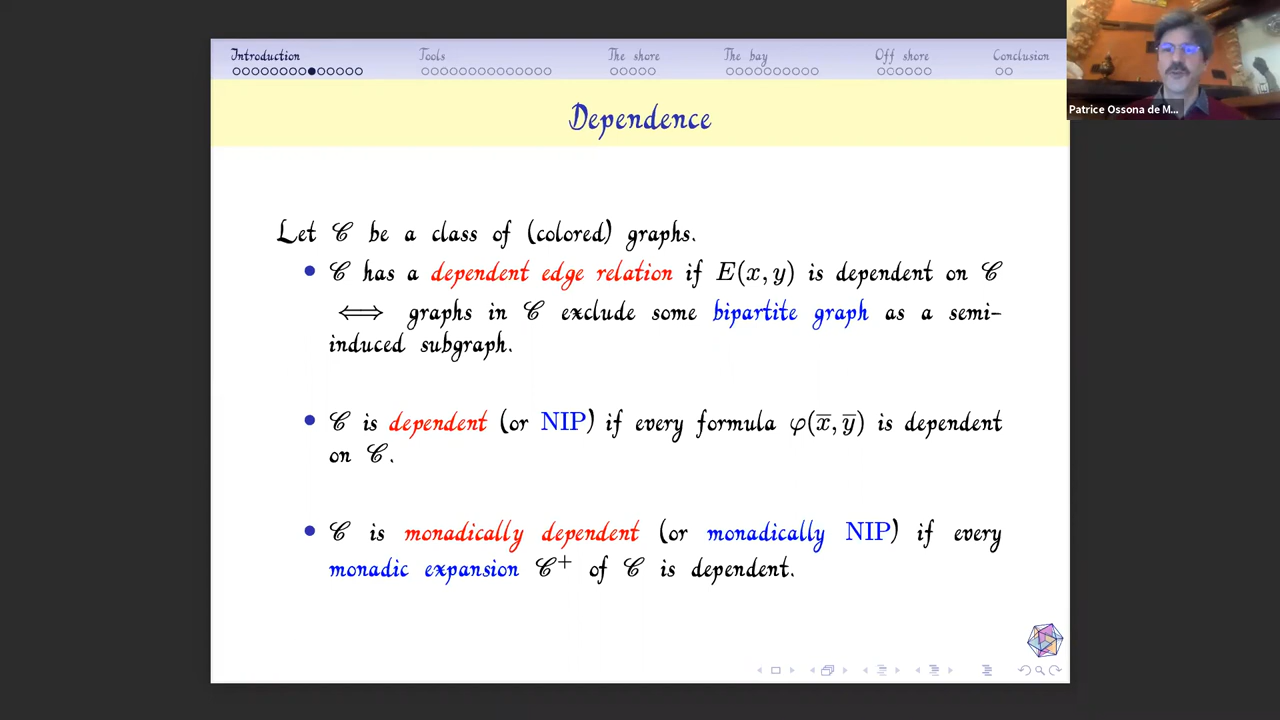 Introduction Tools The shore The bay Off shore Conclusion
Patrice Ossona de M...
Dependence
Let 𝒞 be a class of (colored) graphs.
• 𝒞 has a dependent edge relation if E(x, y) is dependent on 𝒞
⟺ graphs in 𝒞 exclude some bipartite graph as a semi-
induced subgraph.
• 𝒞 is dependent (or NIP) if every formula φ(x̅, y̅) is dependent
on 𝒞.
• 𝒞 is monadically dependent (or monadically NIP) if every
monadic expansion 𝒞⁺ of 𝒞 is dependent.